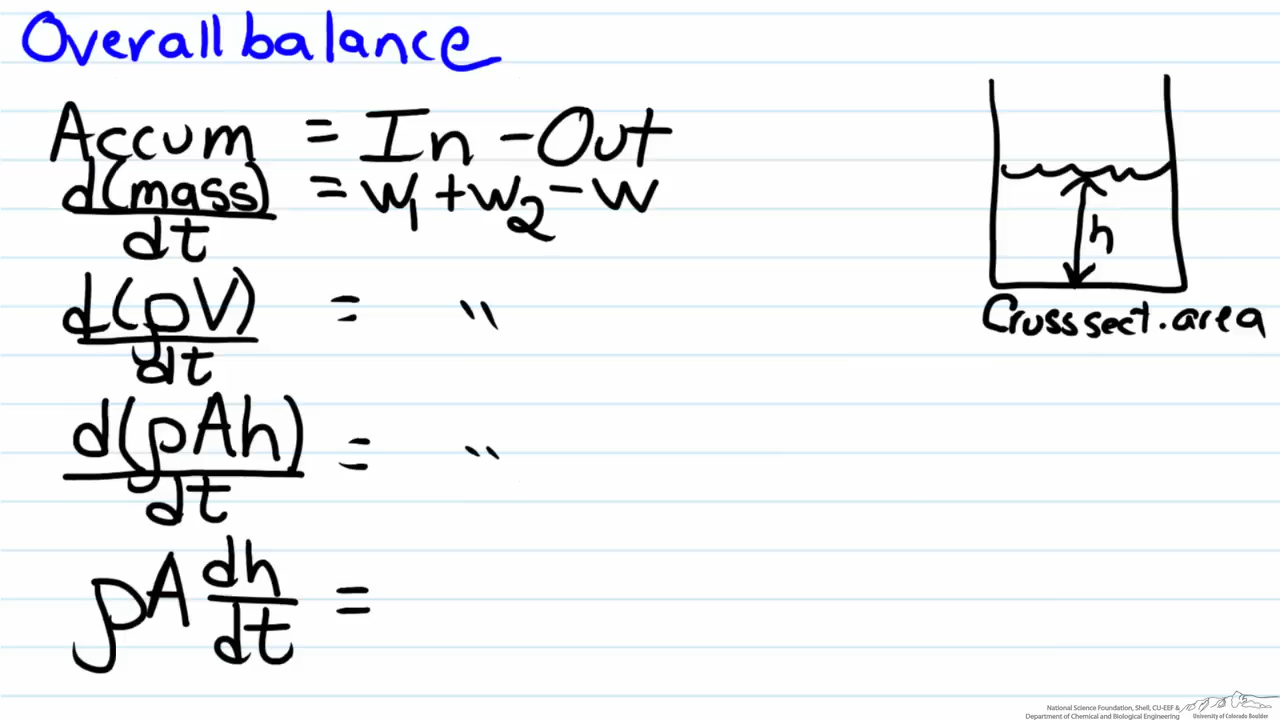 Overall balance
Accum = In - Out
d(mass)/dt = w₁ + w₂ - w
d(ρV)/dt = "
d(ρAh)/dt = "
ρA dh/dt =
h
Cross sect. area
National Science Foundation, Shell, CU-EEF &
Department of Chemical and Biological Engineering
University of Colorado Boulder